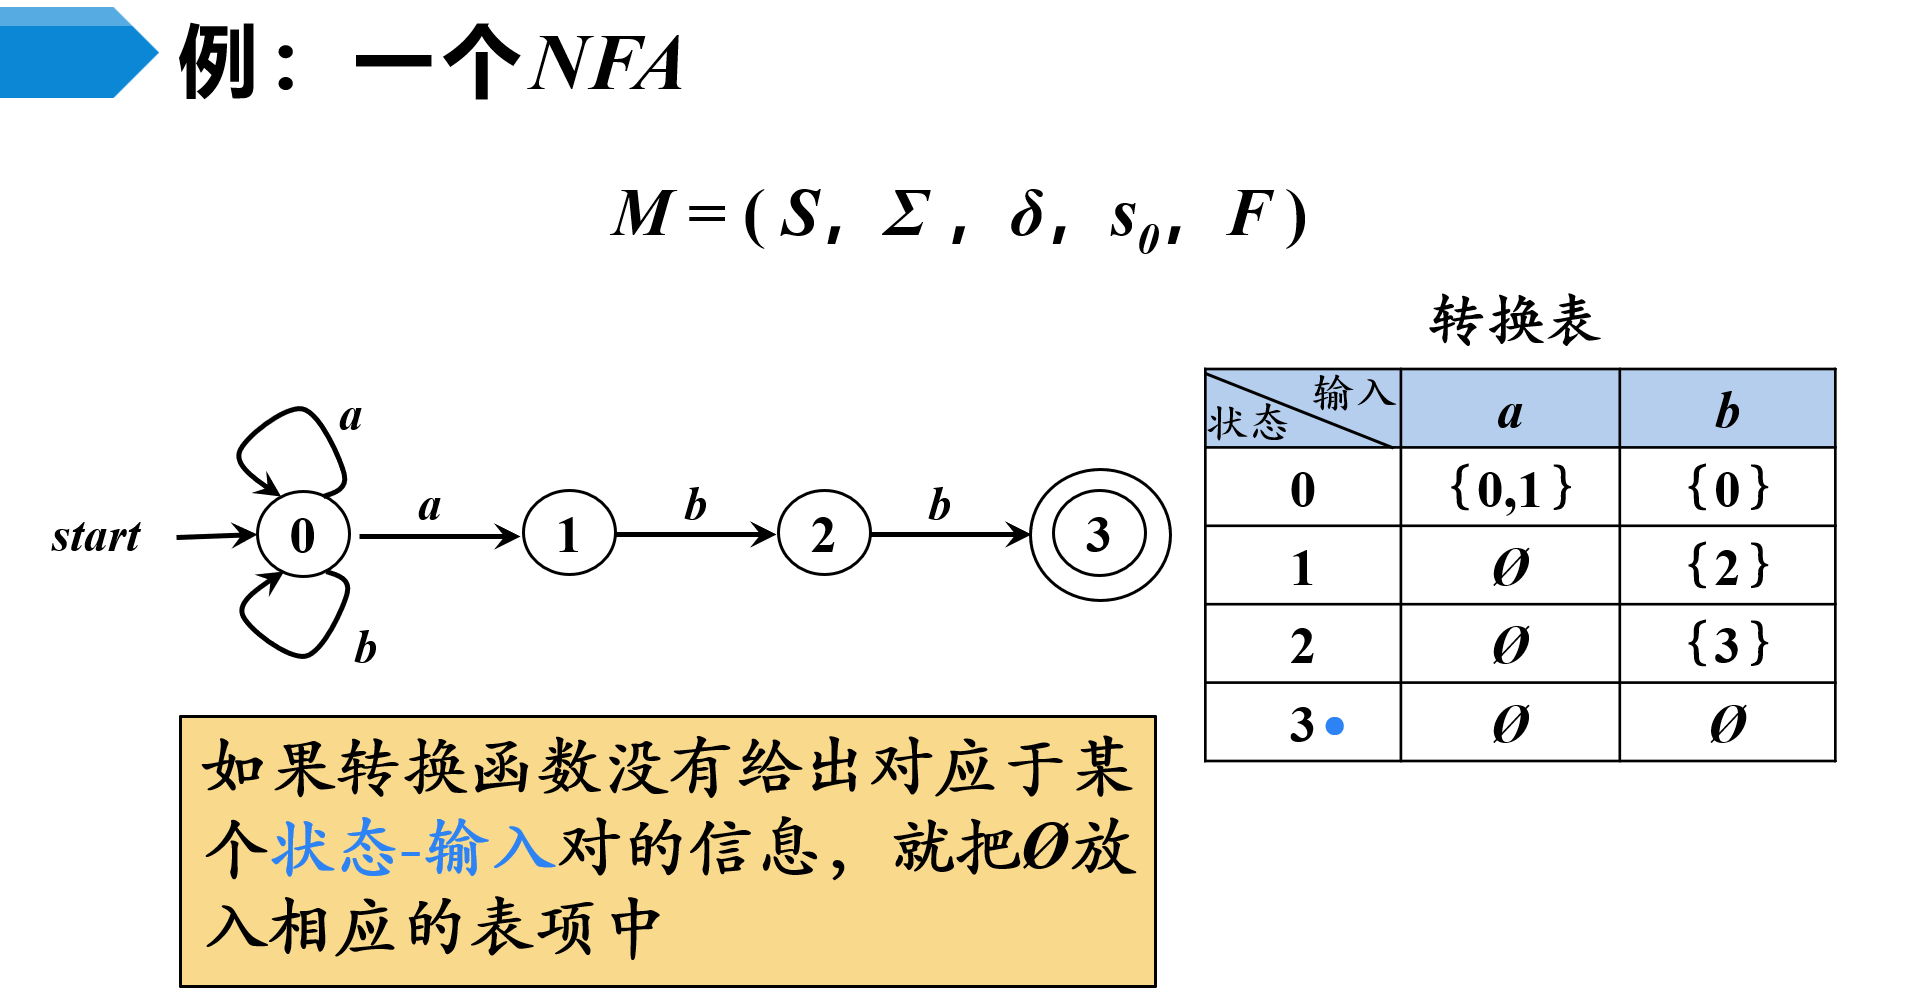 例：一个NFA
M = ( S, Σ , δ, s0, F )
转换表
输入
状态 a b
0 {0,1} {0}
1 Ø {2}
2 Ø {3}
3 Ø Ø
a
start 0 a 1 b 2 b 3
b
如果转换函数没有给出对应于某
个状态-输入对的信息，就把Ø放
入相应的表项中